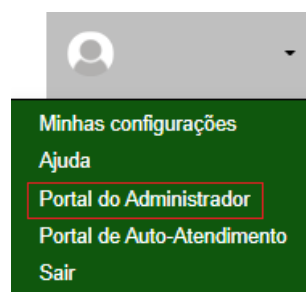 Minhas configurações
Ajuda
Portal do Administrador
Portal de Auto-Atendimento
Sair